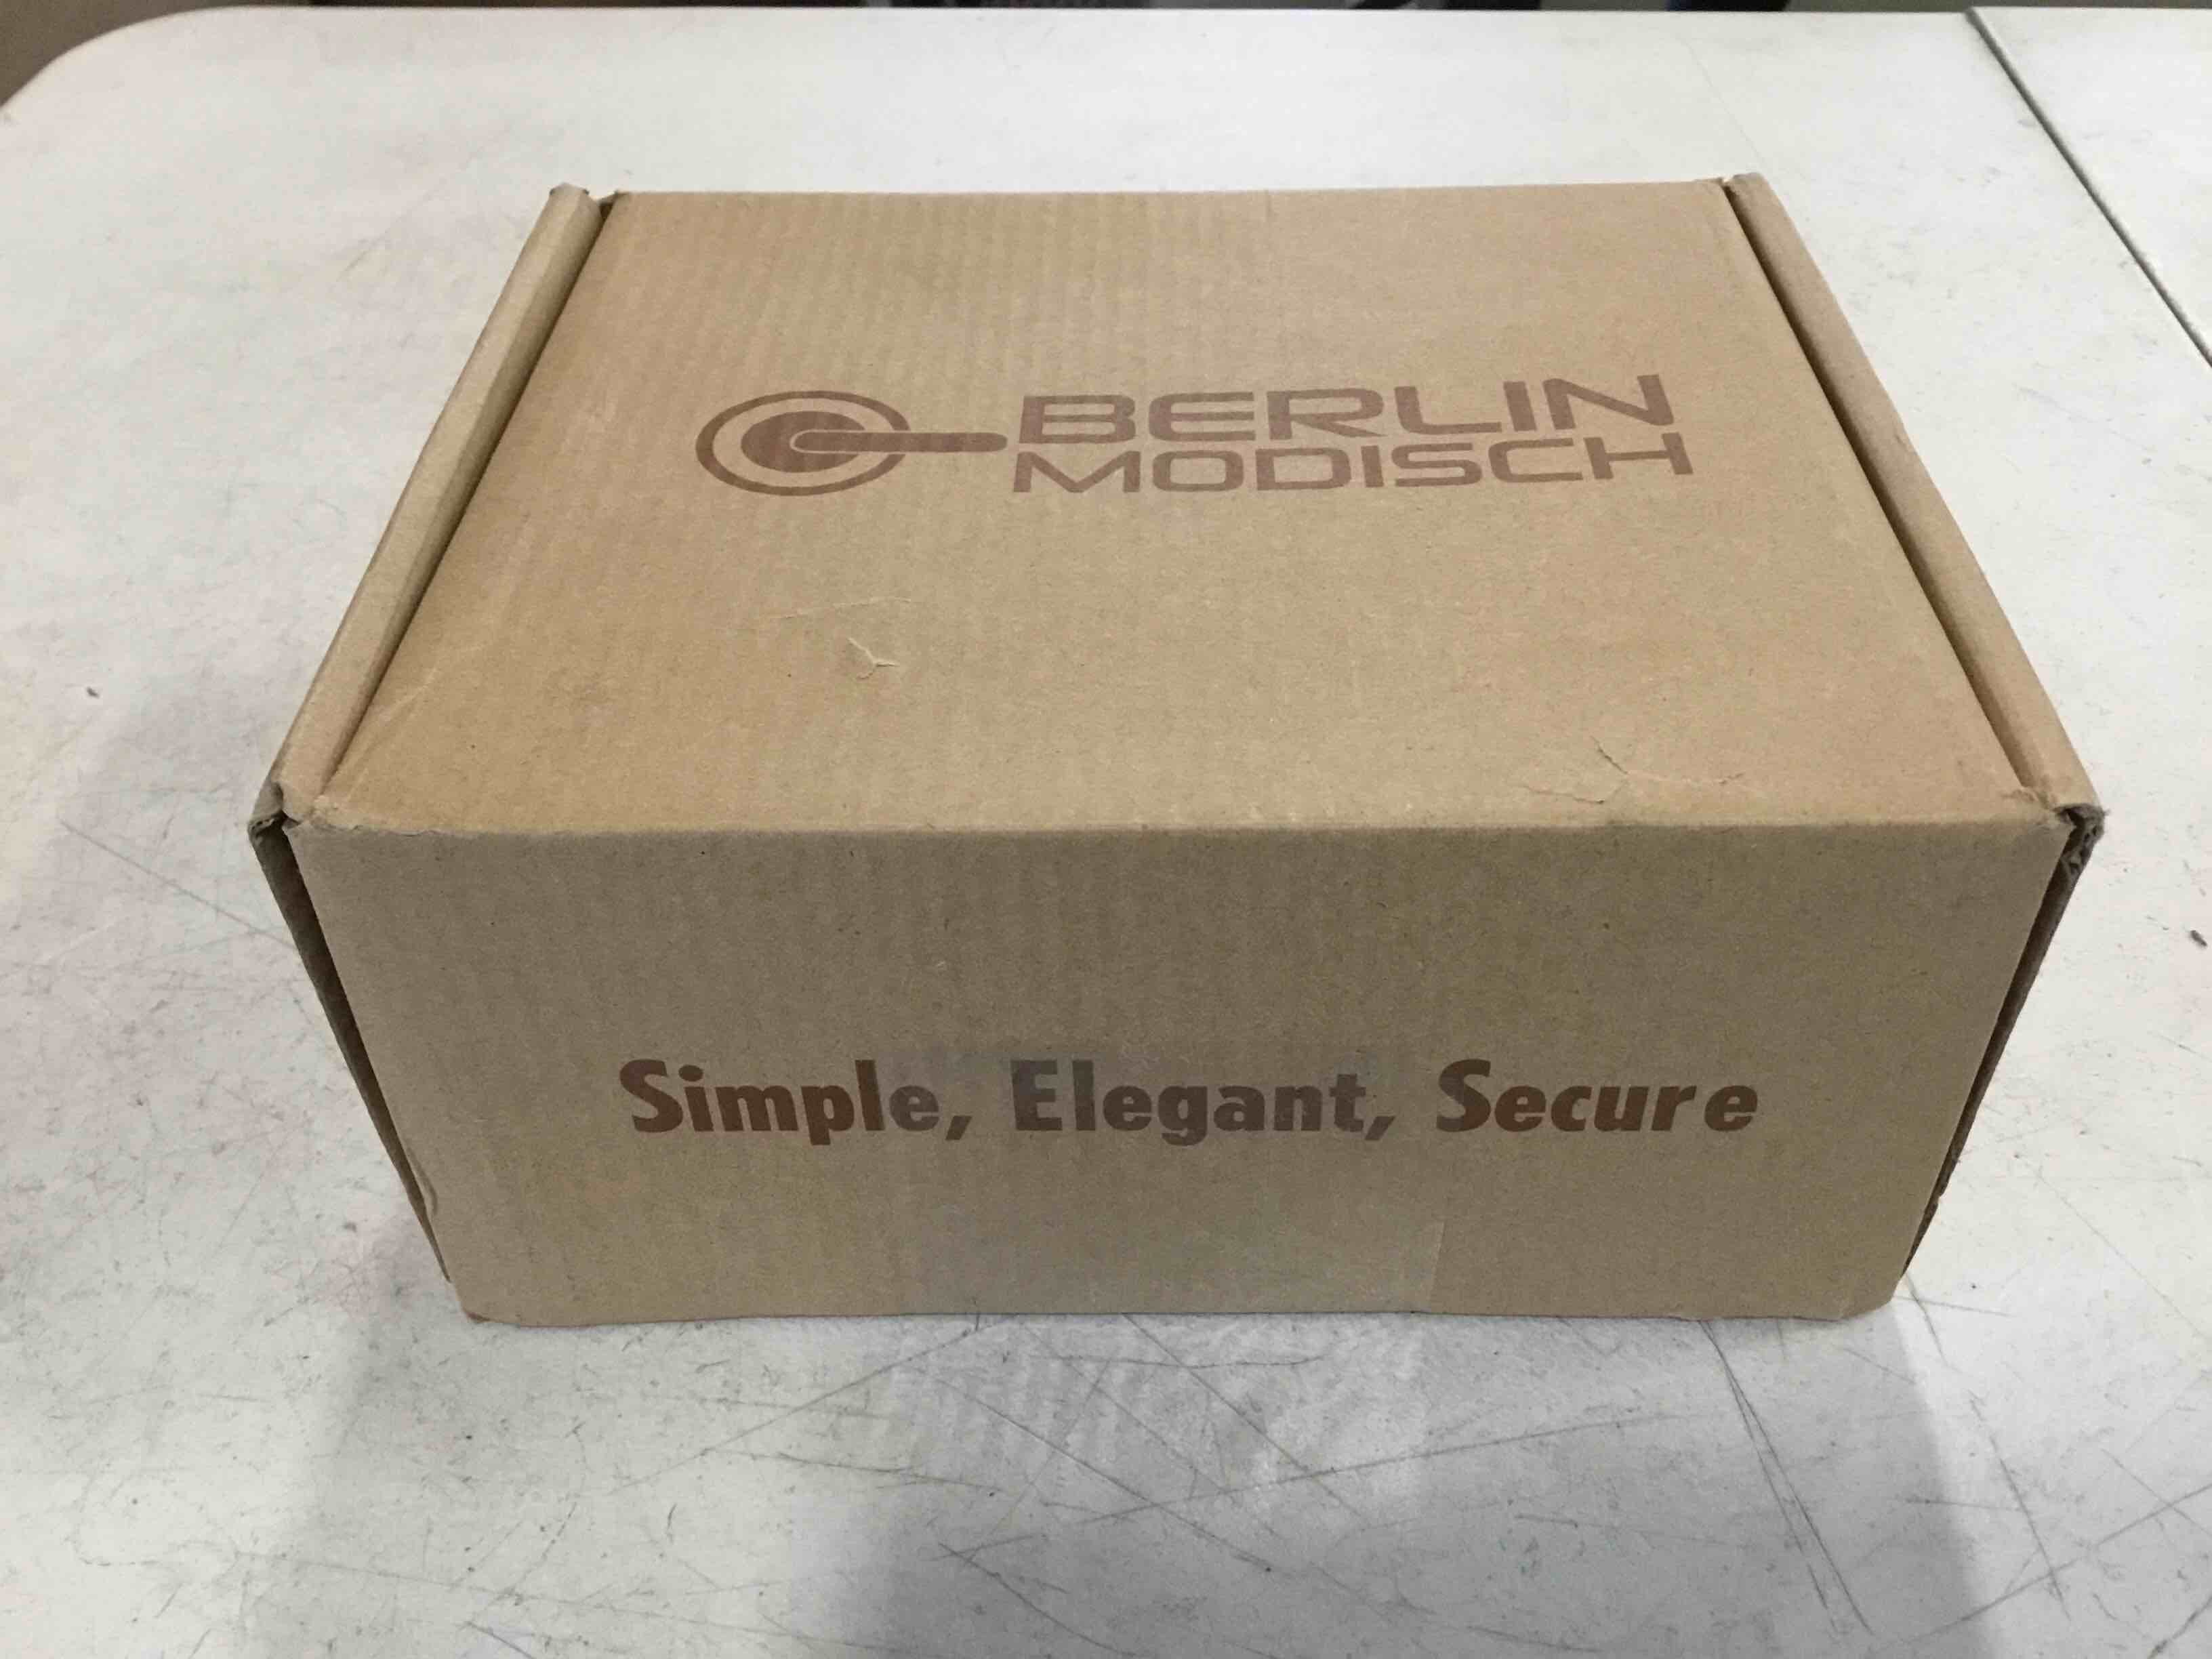 BERLIN
MODISCH
Simple, Elegant, Secure